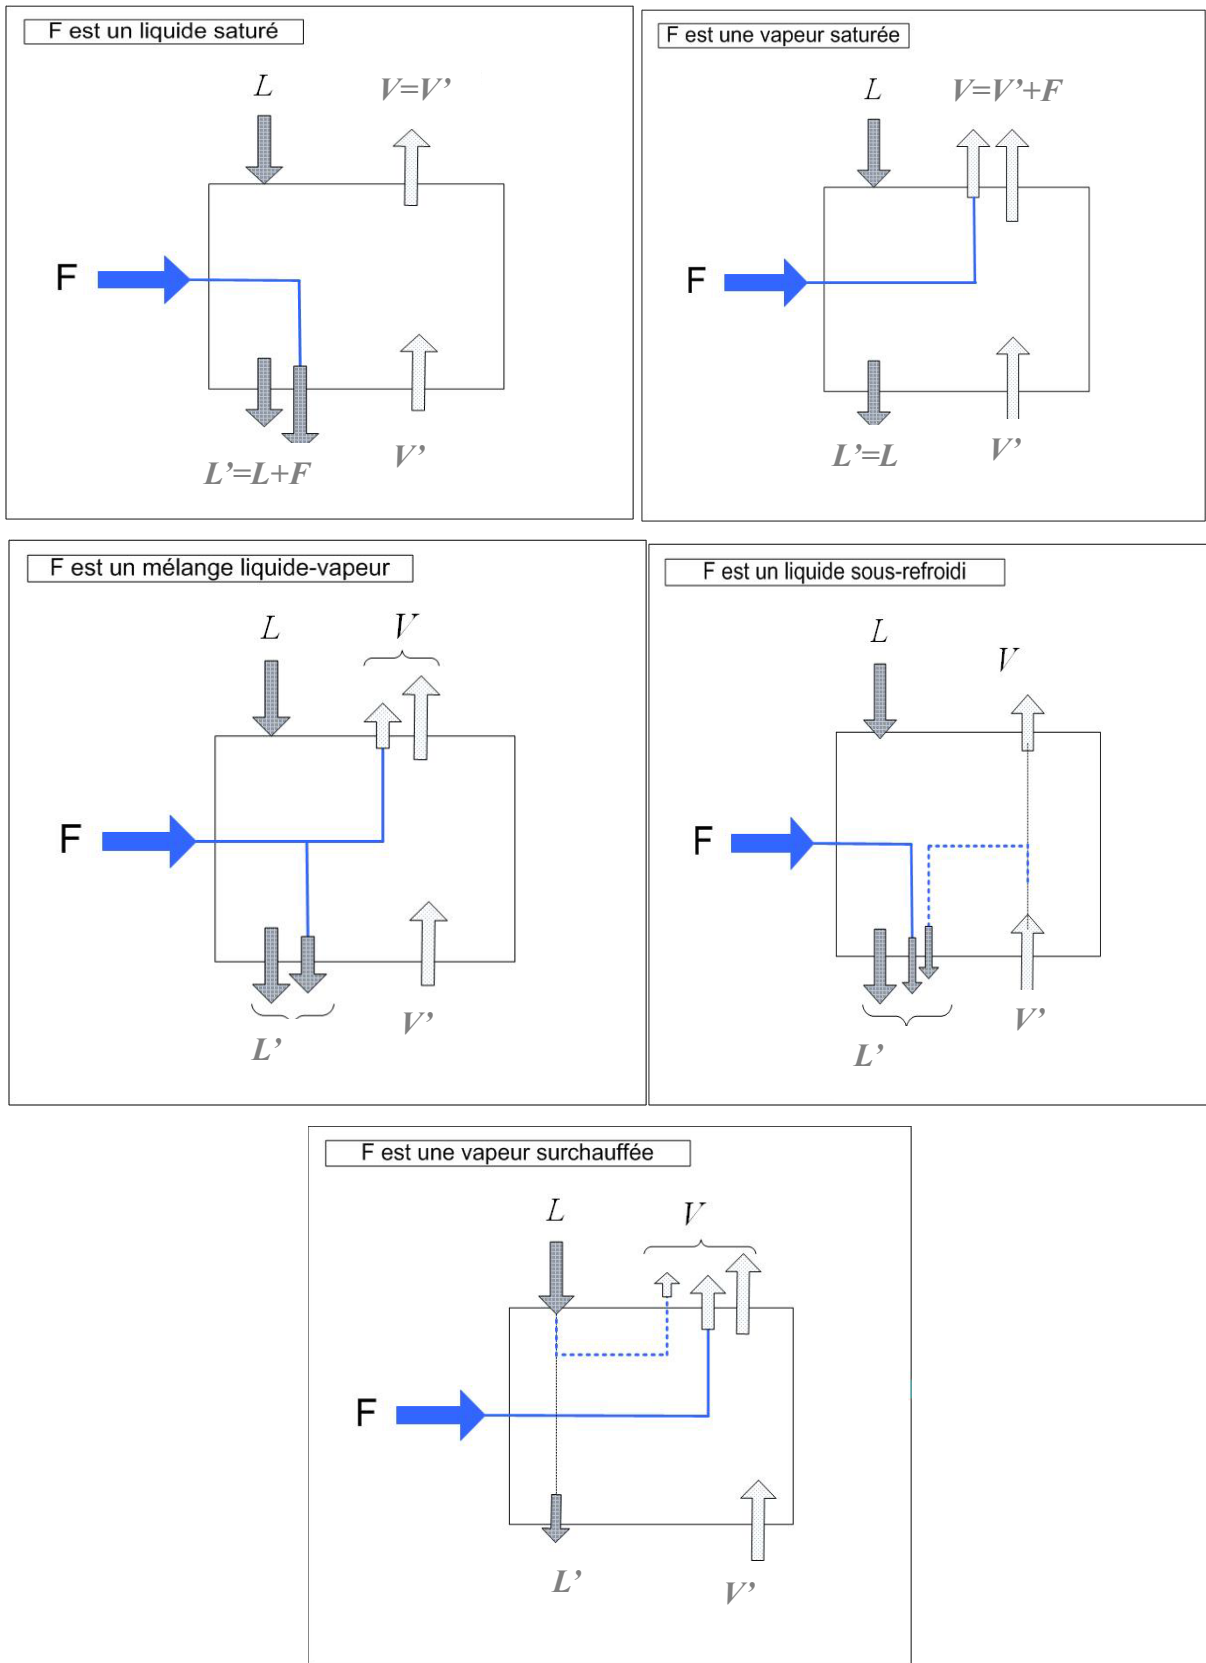 F est un liquide saturé
L
V=V’
F
L’=L+F
V’
F est une vapeur saturée
L
V=V’+F
F
L’=L
V’
F est un mélange liquide-vapeur
L
V
F
L’
V’
F est un liquide sous-refroidi
L
V
F
L’
V’
F est une vapeur surchauffée
L
V
F
L’
V’